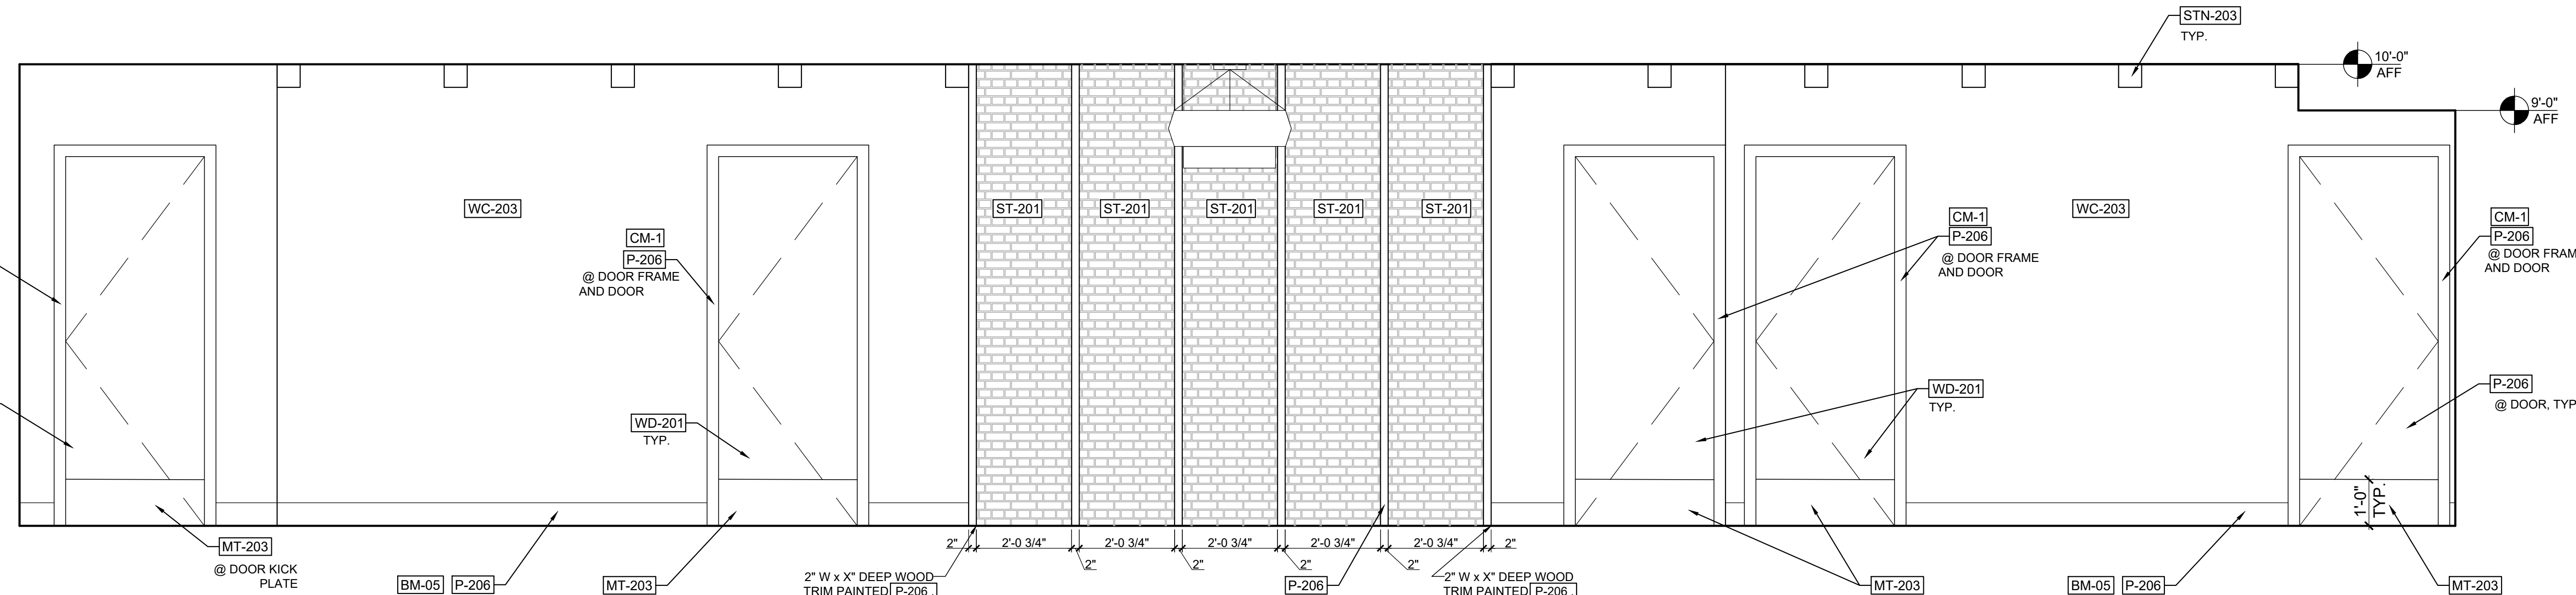 STN-203
TYP.
10'-0"
AFF
9'-0"
AFF
WC-203
ST-201
ST-201
ST-201
ST-201
ST-201
WC-203
CM-1
P-206
@ DOOR FRAME
AND DOOR
CM-1
P-206
@ DOOR FRAME
AND DOOR
CM-1
P-206
@ DOOR FRAM
AND DOOR
WD-201
TYP.
WD-201
TYP.
P-206
@ DOOR, TYP
1'-0"
TYP.
2" 2'-0 3/4" 2'-0 3/4" 2'-0 3/4" 2'-0 3/4" 2'-0 3/4" 2"
2" 2" 2" 2"
MT-203
@ DOOR KICK
PLATE
BM-05 P-206
MT-203
2" W x X" DEEP WOOD
TRIM PAINTED P-206 .
P-206
2" W x X" DEEP WOOD
TRIM PAINTED P-206 .
MT-203
BM-05 P-206
MT-203